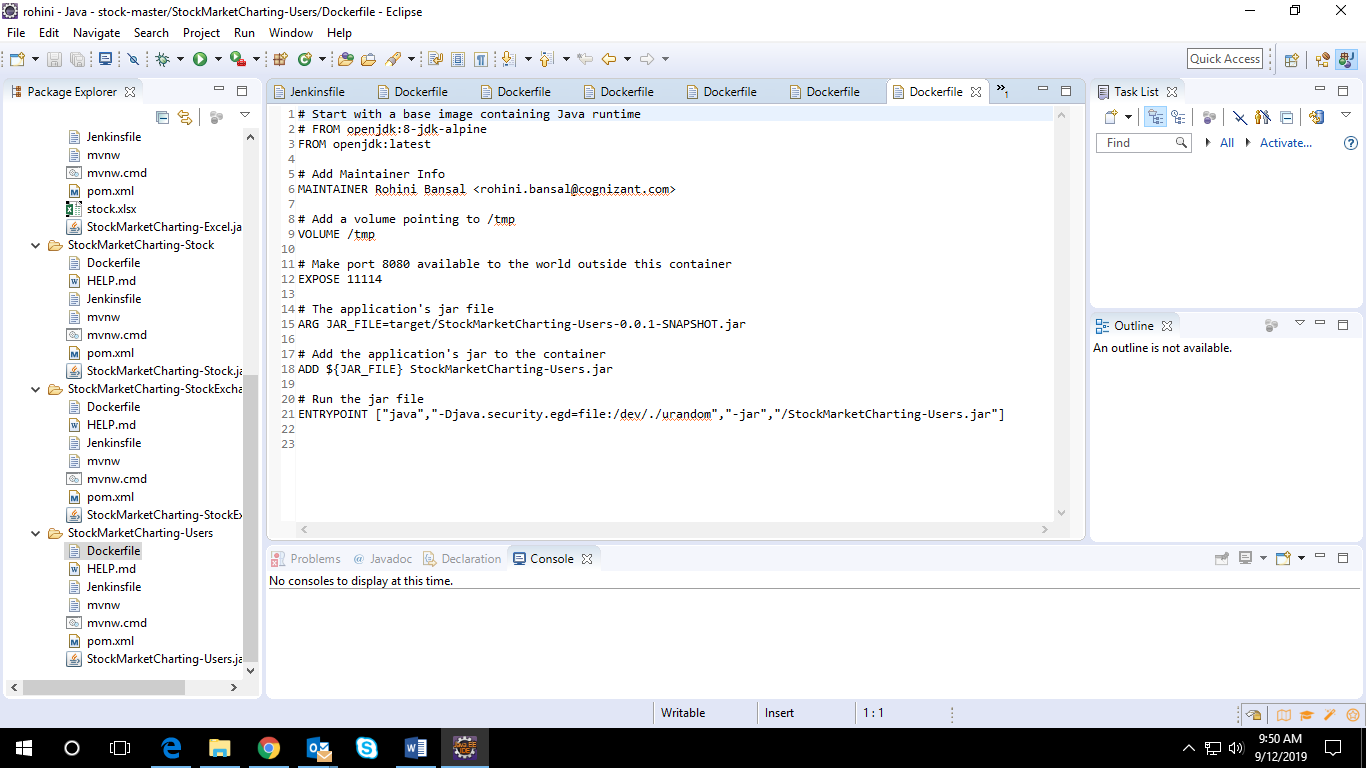 rohini - Java - stock-master/StockMarketCharting-Users/Dockerfile - Eclipse
File Edit Navigate Search Project Run Window Help
Quick Access
Package Explorer
Jenkinsfile
mvnw
mvnw.cmd
pom.xml
stock.xlsx
StockMarketCharting-Excel.ja
StockMarketCharting-Stock
Dockerfile
HELP.md
Jenkinsfile
mvnw
mvnw.cmd
pom.xml
StockMarketCharting-Stock.ja
StockMarketCharting-StockExcha
Dockerfile
HELP.md
Jenkinsfile
mvnw
mvnw.cmd
pom.xml
StockMarketCharting-StockEx
StockMarketCharting-Users
Dockerfile
HELP.md
Jenkinsfile
mvnw
mvnw.cmd
pom.xml
StockMarketCharting-Users.ja
Jenkinsfile Dockerfile Dockerfile Dockerfile Dockerfile Dockerfile Dockerfile »1
1 # Start with a base image containing Java runtime
2 # FROM openjdk:8-jdk-alpine
3 FROM openjdk:latest
4
5 # Add Maintainer Info
6 MAINTAINER Rohini Bansal <rohini.bansal@cognizant.com>
7
8 # Add a volume pointing to /tmp
9 VOLUME /tmp
10
11 # Make port 8080 available to the world outside this container
12 EXPOSE 11114
13
14 # The application's jar file
15 ARG JAR_FILE=target/StockMarketCharting-Users-0.0.1-SNAPSHOT.jar
16
17 # Add the application's jar to the container
18 ADD ${JAR_FILE} StockMarketCharting-Users.jar
19
20 # Run the jar file
21 ENTRYPOINT ["java","-Djava.security.egd=file:/dev/./urandom","-jar","/StockMarketCharting-Users.jar"]
22
23
Task List
Find All Activate...
Outline
An outline is not available.
Problems @ Javadoc Declaration Console
No consoles to display at this time.
Writable Insert 1 : 1
9:50 AM
9/12/2019